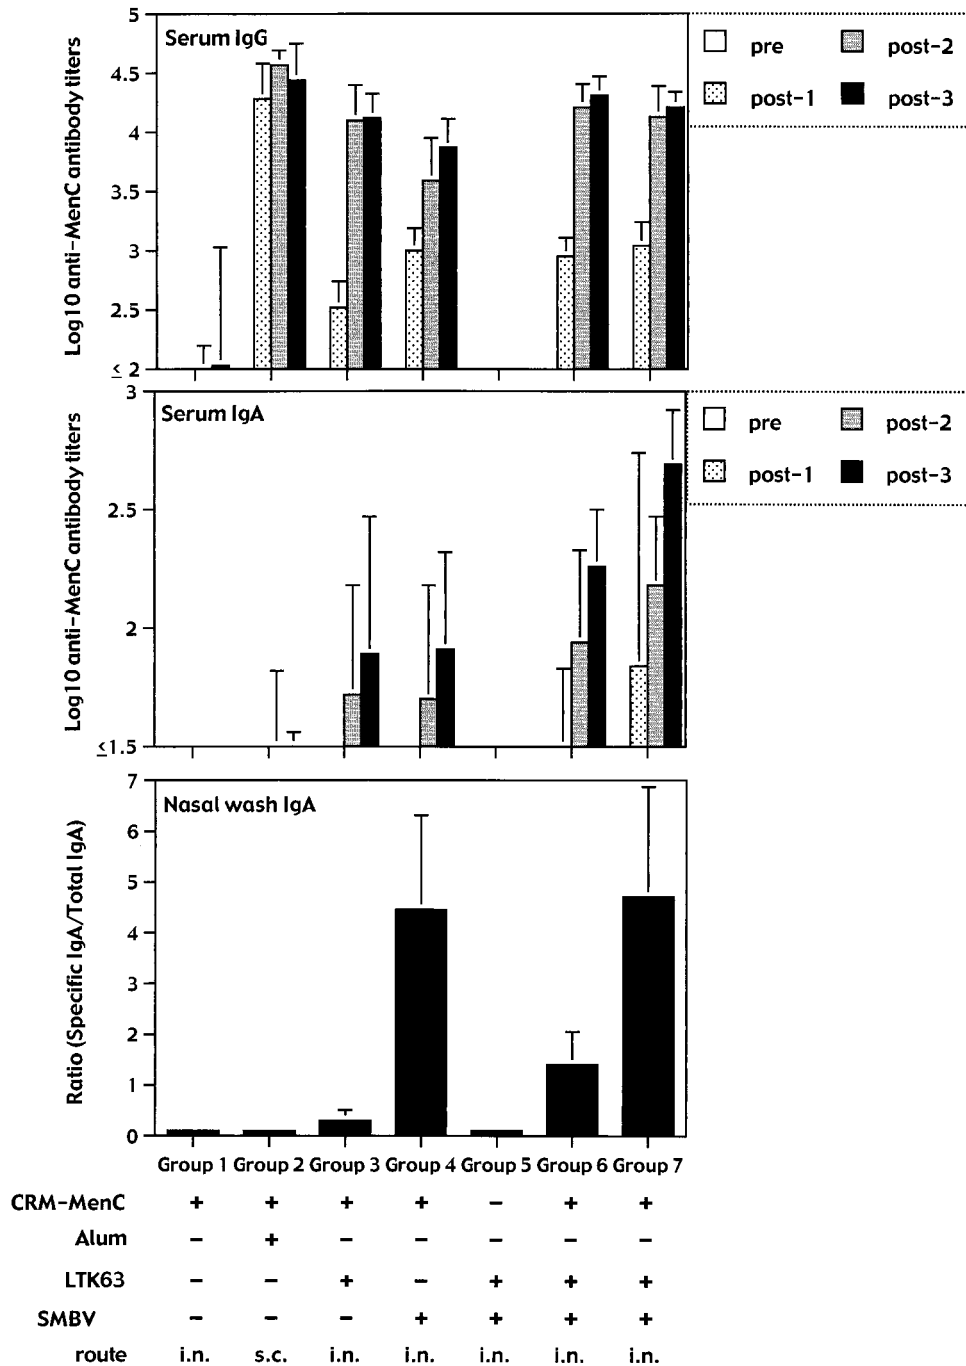 5
Serum IgG
4.5
4
3.5
3
2.5
≤ 2
Log10 anti-MenC antibody titers
pre
post-2
post-1
post-3
3
Serum IgA
2.5
2
≤1.5
Log10 anti-MenC antibody titers
pre
post-2
post-1
post-3
7
Nasal wash IgA
6
5
4
3
2
1
0
Ratio (Specific IgA/Total IgA)
Group 1 Group 2 Group 3 Group 4 Group 5 Group 6 Group 7
CRM-MenC + + + + - + +
Alum - + - - - - -
LTK63 - - + - + + +
SMBV - - - + + + +
route i.n. s.c. i.n. i.n. i.n. i.n. i.n.